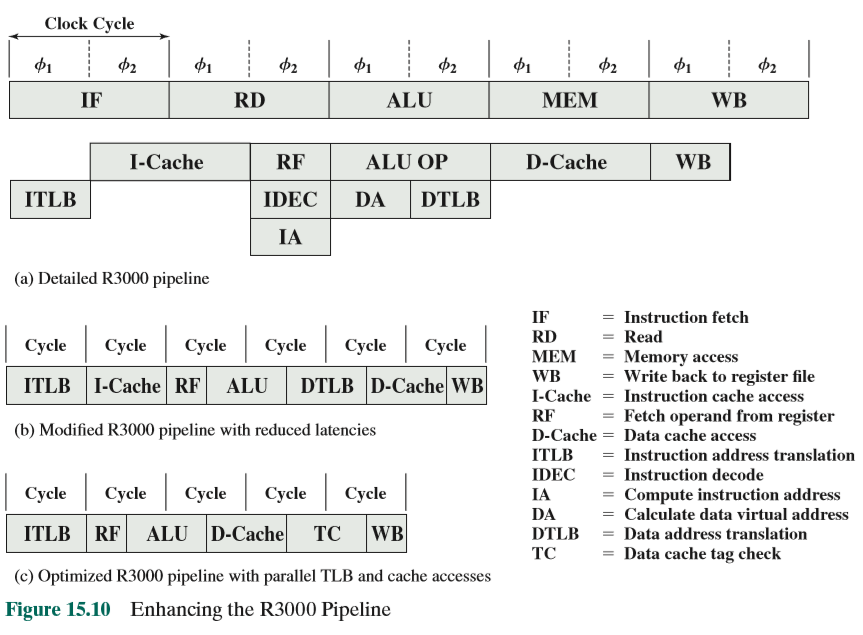 Clock Cycle
ϕ1 ϕ2 ϕ1 ϕ2 ϕ1 ϕ2 ϕ1 ϕ2 ϕ1 ϕ2
IF RD ALU MEM WB
I-Cache RF ALU OP D-Cache WB
ITLB IDEC DA DTLB
IA
(a) Detailed R3000 pipeline
Cycle Cycle Cycle Cycle Cycle Cycle
ITLB I-Cache RF ALU DTLB D-Cache WB
(b) Modified R3000 pipeline with reduced latencies
Cycle Cycle Cycle Cycle Cycle
ITLB RF ALU D-Cache TC WB
(c) Optimized R3000 pipeline with parallel TLB and cache accesses
IF = Instruction fetch
RD = Read
MEM = Memory access
WB = Write back to register file
I-Cache = Instruction cache access
RF = Fetch operand from register
D-Cache = Data cache access
ITLB = Instruction address translation
IDEC = Instruction decode
IA = Compute instruction address
DA = Calculate data virtual address
DTLB = Data address translation
TC = Data cache tag check
Figure 15.10 Enhancing the R3000 Pipeline